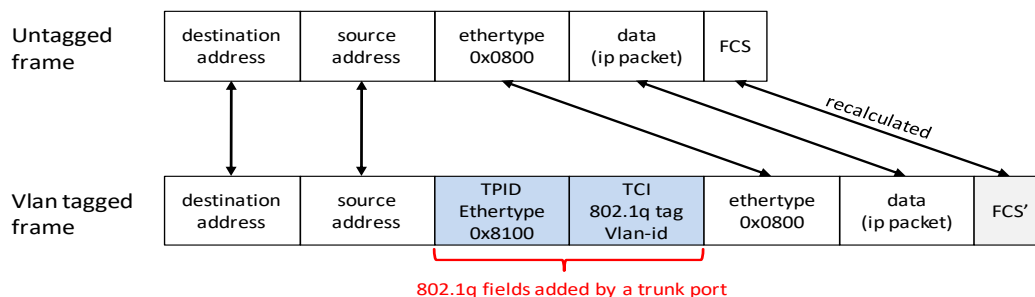 Untagged
frame
destination
address
source
address
ethertype
0x0800
data
(ip packet)
FCS
recalculated
Vlan tagged
frame
destination
address
source
address
TPID
Ethertype
0x8100
TCI
802.1q tag
Vlan-id
ethertype
0x0800
data
(ip packet)
FCS’
802.1q fields added by a trunk port